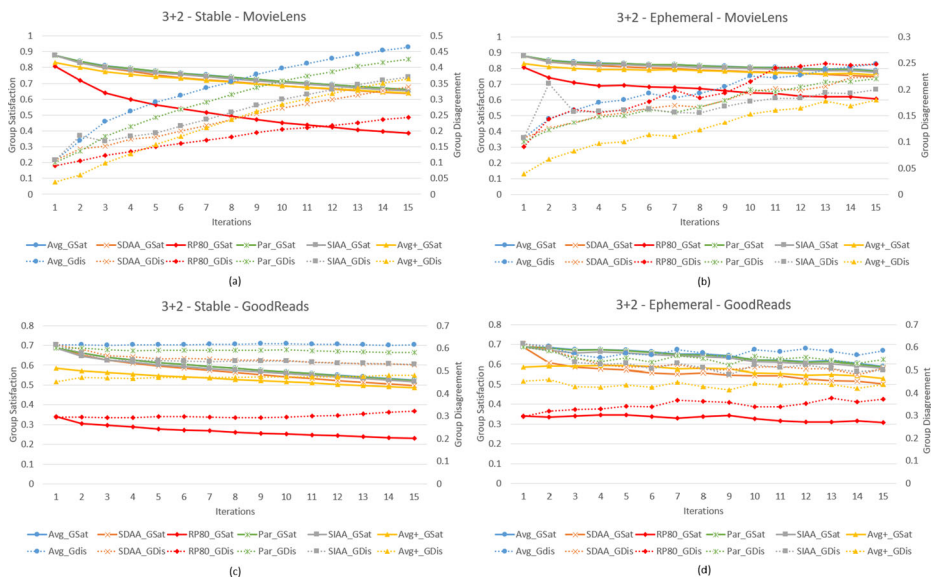 3+2 - Stable - MovieLens
Group Satisfaction
1
0.9
0.8
0.7
0.6
0.5
0.4
0.3
0.2
0.1
0
0.5
0.45
0.4
0.35
0.3
0.25
0.2
0.15
0.1
0.05
0
Group Disagreement
1 2 3 4 5 6 7 8 9 10 11 12 13 14 15
Iterations
Avg_GSat SDAA_GSat RP80_GSat Par_GSat SIAA_GSat Avg+_GSat
Avg_Gdis SDAA_GDis RP80_GDis Par_GDis SIAA_GDis Avg+_GDis
(a)
3+2 - Ephemeral - MovieLens
Group Satisfaction
1
0.9
0.8
0.7
0.6
0.5
0.4
0.3
0.2
0.1
0
0.3
0.25
0.2
0.15
0.1
0.05
0
Group Disagreement
1 2 3 4 5 6 7 8 9 10 11 12 13 14 15
Iterations
Avg_GSat SDAA_GSat RP80_GSat Par_GSat SIAA_GSat Avg+_GSat
Avg_Gdis SDAA_GDis RP80_GDis Par_GDis SIAA_GDis Avg+_GDis
(b)
3+2 - Stable - GoodReads
Group Satisfaction
0.8
0.7
0.6
0.5
0.4
0.3
0.2
0.1
0
0.7
0.6
0.5
0.4
0.3
0.2
0.1
0
Group Disagreement
1 2 3 4 5 6 7 8 9 10 11 12 13 14 15
Iterations
Avg_GSat SDAA_GSat RP80_GSat Par_GSat SIAA_GSat Avg+_GSat
Avg_Gdis SDAA_GDis RP80_GDis Par_GDis SIAA_GDis Avg+_GDis
(c)
3+2 - Ephemeral - GoodReads
Group Satisfaction
0.8
0.7
0.6
0.5
0.4
0.3
0.2
0.1
0
0.7
0.6
0.5
0.4
0.3
0.2
0.1
0
Group Disagreement
1 2 3 4 5 6 7 8 9 10 11 12 13 14 15
Iterations
Avg_GSat SDAA_GSat RP80_GSat Par_GSat SIAA_GSat Avg+_GSat
Avg_Gdis SDAA_GDis RP80_GDis Par_GDis SIAA_GDis Avg+_GDis
(d)